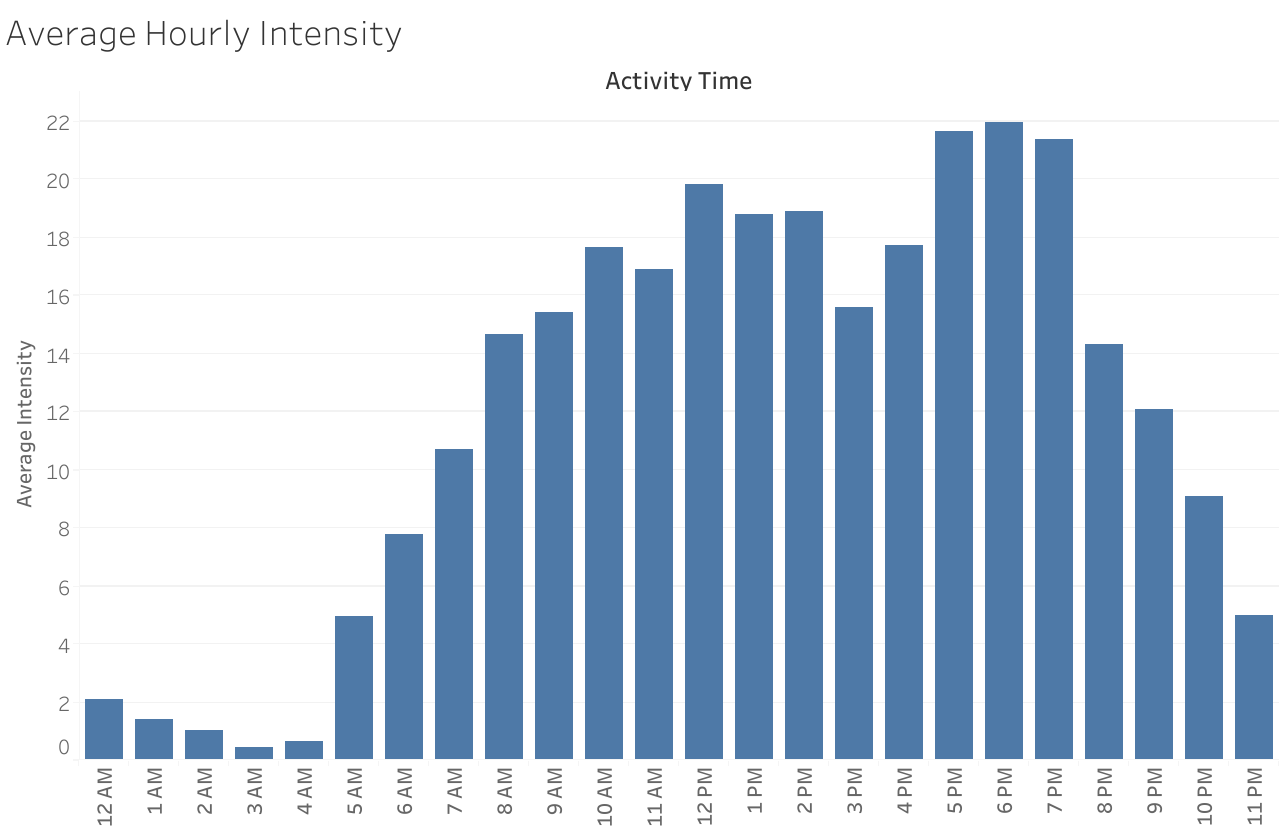 Average Hourly Intensity
Activity Time
Average Intensity
22
20
18
16
14
12
10
8
6
4
2
0
12 AM
1 AM
2 AM
3 AM
4 AM
5 AM
6 AM
7 AM
8 AM
9 AM
10 AM
11 AM
12 PM
1 PM
2 PM
3 PM
4 PM
5 PM
6 PM
7 PM
8 PM
9 PM
10 PM
11 PM